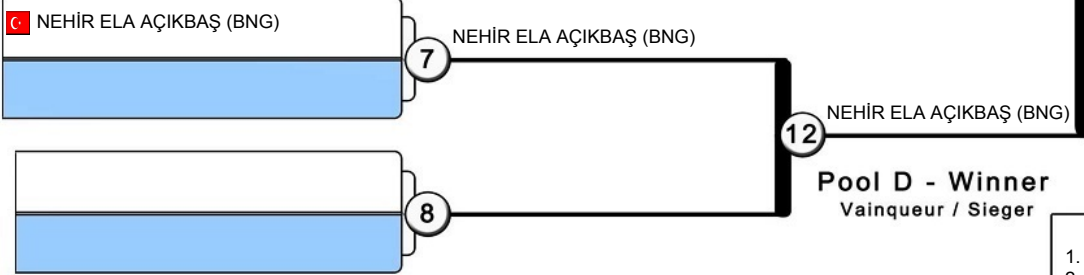 NEHİR ELA AÇIKBAŞ (BNG)
7
NEHİR ELA AÇIKBAŞ (BNG)
12
NEHİR ELA AÇIKBAŞ (BNG)
Pool D - Winner
Vainqueur / Sieger
8
1.